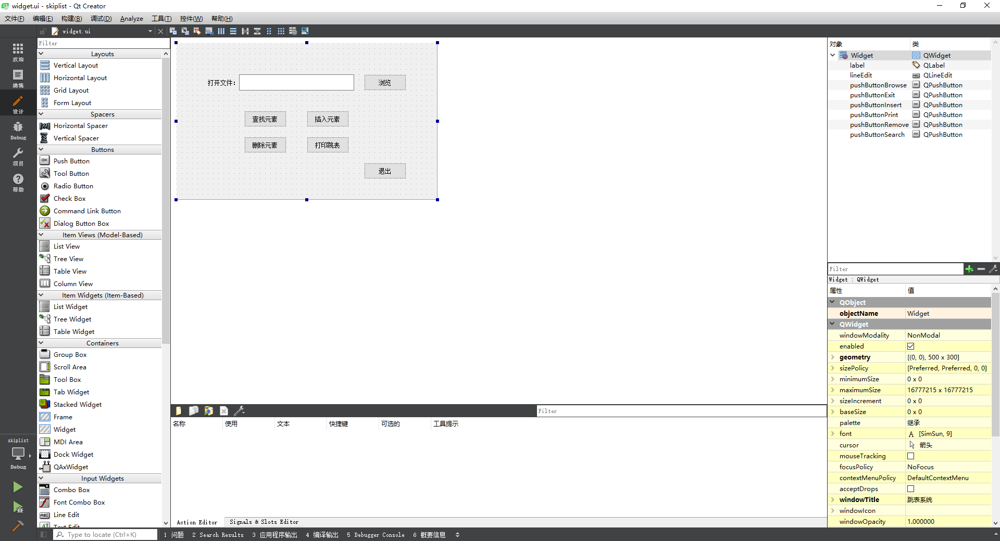 widget.ui - skiplist - Qt Creator
文件(F) 编辑(E) 构建(B) 调试(D) Analyze 工具(T) 控件(W) 帮助(H)
widget.ui
欢迎
编辑
设计
Debug
项目
帮助
skiplist
Debug
Filter
Layouts
Vertical Layout
Horizontal Layout
Grid Layout
Form Layout
Spacers
Horizontal Spacer
Vertical Spacer
Buttons
Push Button
Tool Button
Radio Button
Check Box
Command Link Button
Dialog Button Box
Item Views (Model-Based)
List View
Tree View
Table View
Column View
Item Widgets (Item-Based)
List Widget
Tree Widget
Table Widget
Containers
Group Box
Scroll Area
Tool Box
Tab Widget
Stacked Widget
Frame
Widget
MDI Area
Dock Widget
QAxWidget
Input Widgets
Combo Box
Font Combo Box
Line Edit
Text Edit
打开文件： 浏览
查找元素 插入元素
删除元素 打印跳表
退出
Filter
名称 使用 文本 快捷键 可选的 工具提示
Action Editor Signals & Slots Editor
对象 类
Widget QWidget
label QLabel
lineEdit QLineEdit
pushButtonBrowse QPushButton
pushButtonExit QPushButton
pushButtonInsert QPushButton
pushButtonPrint QPushButton
pushButtonRemove QPushButton
pushButtonSearch QPushButton
Filter
Widget : QWidget
属性 值
QObject
objectName Widget
QWidget
windowModality NonModal
enabled
geometry [(0, 0), 500 x 300]
sizePolicy [Preferred, Preferred, 0, 0]
minimumSize 0 x 0
maximumSize 16777215 x 16777215
sizeIncrement 0 x 0
baseSize 0 x 0
palette 继承
font A [SimSun, 9]
cursor 箭头
mouseTracking
focusPolicy NoFocus
contextMenuPolicy DefaultContextMenu
acceptDrops
windowTitle 跳表系统
windowIcon
windowOpacity 1.000000
Type to locate (Ctrl+K) 1 问题 2 Search Results 3 应用程序输出 4 编译输出 5 Debugger Console 6 概要信息